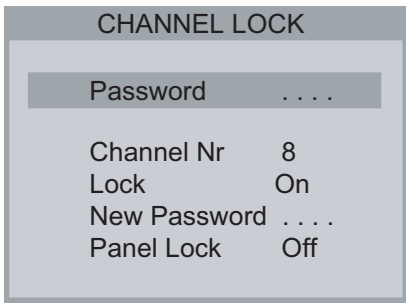 CHANNEL LOCK
Password . . . .
Channel Nr 8
Lock On
New Password . . . .
Panel Lock Off